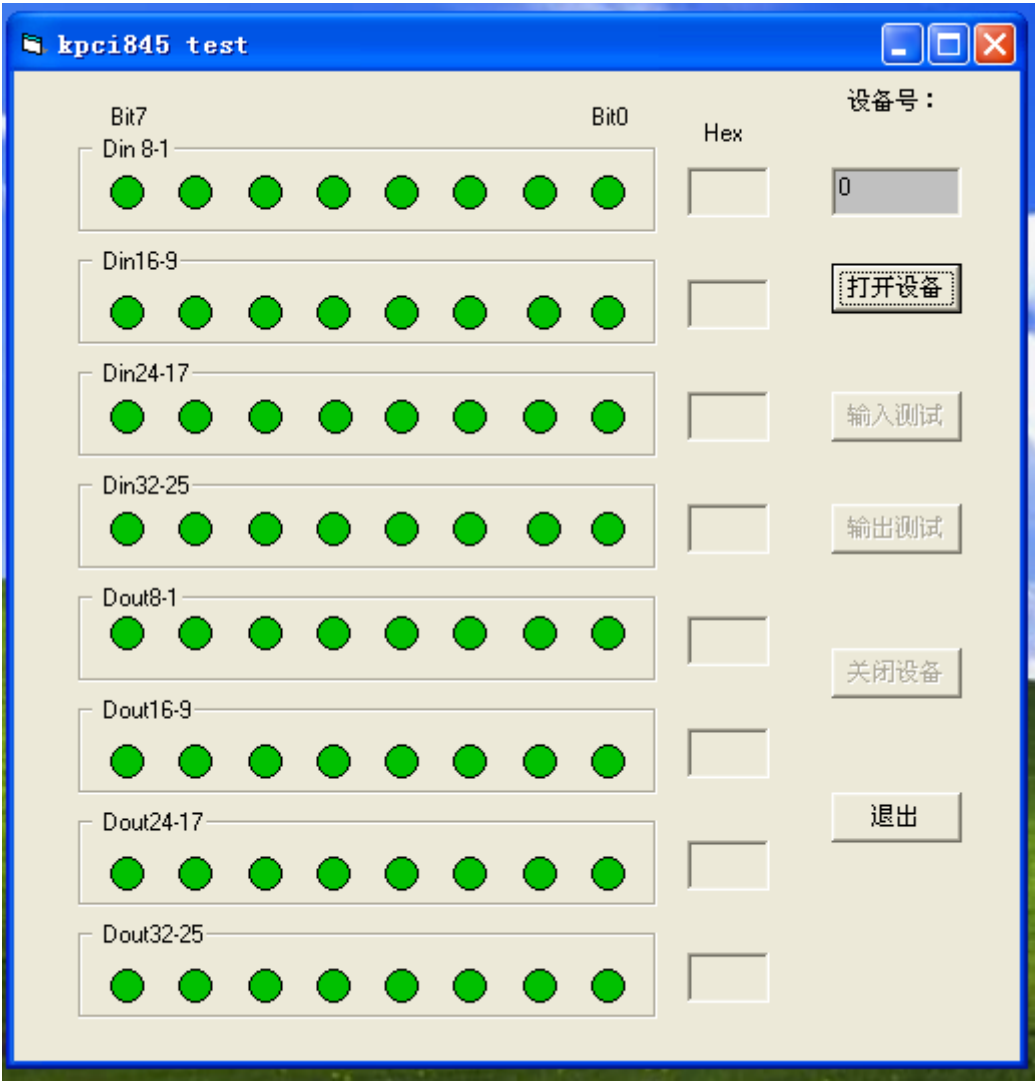 kpci845 test
设备号：
Bit7 Bit0
Hex
Din 8-1
0
Din16-9
打开设备
Din24-17
输入测试
Din32-25
输出测试
Dout8-1
关闭设备
Dout16-9
退出
Dout24-17
Dout32-25